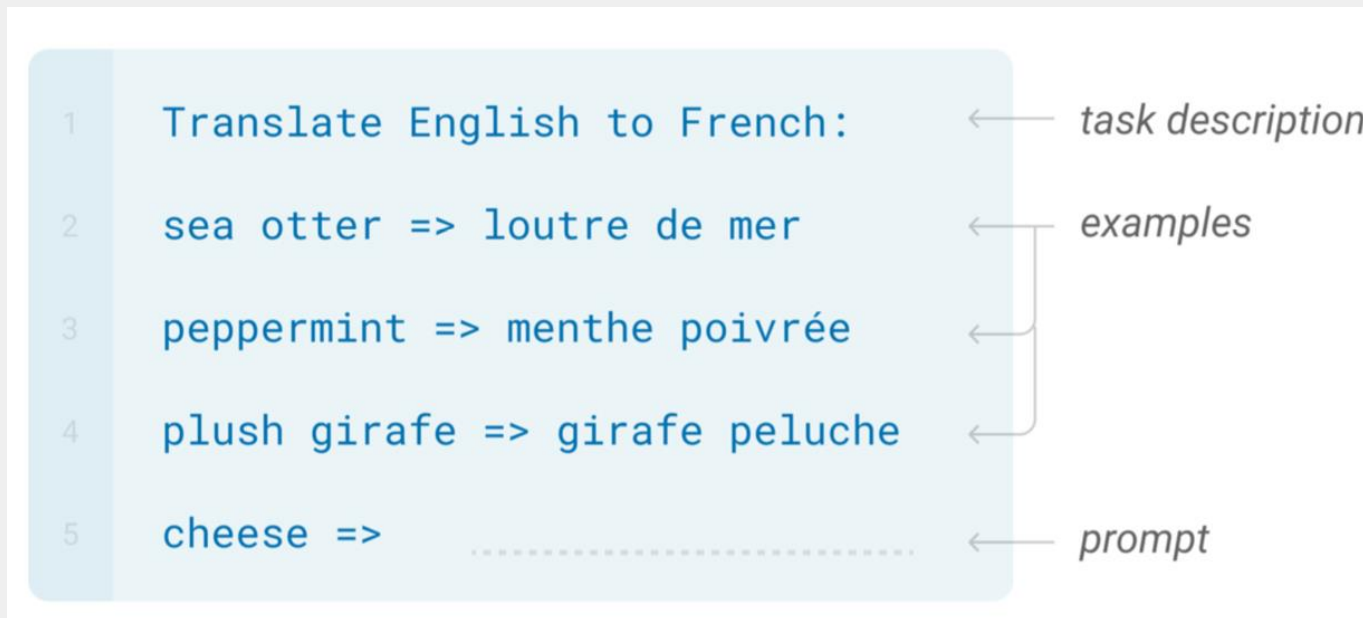 1 Translate English to French: task description
2 sea otter => loutre de mer examples
3 peppermint => menthe poivrée
4 plush girafe => girafe peluche
5 cheese => prompt